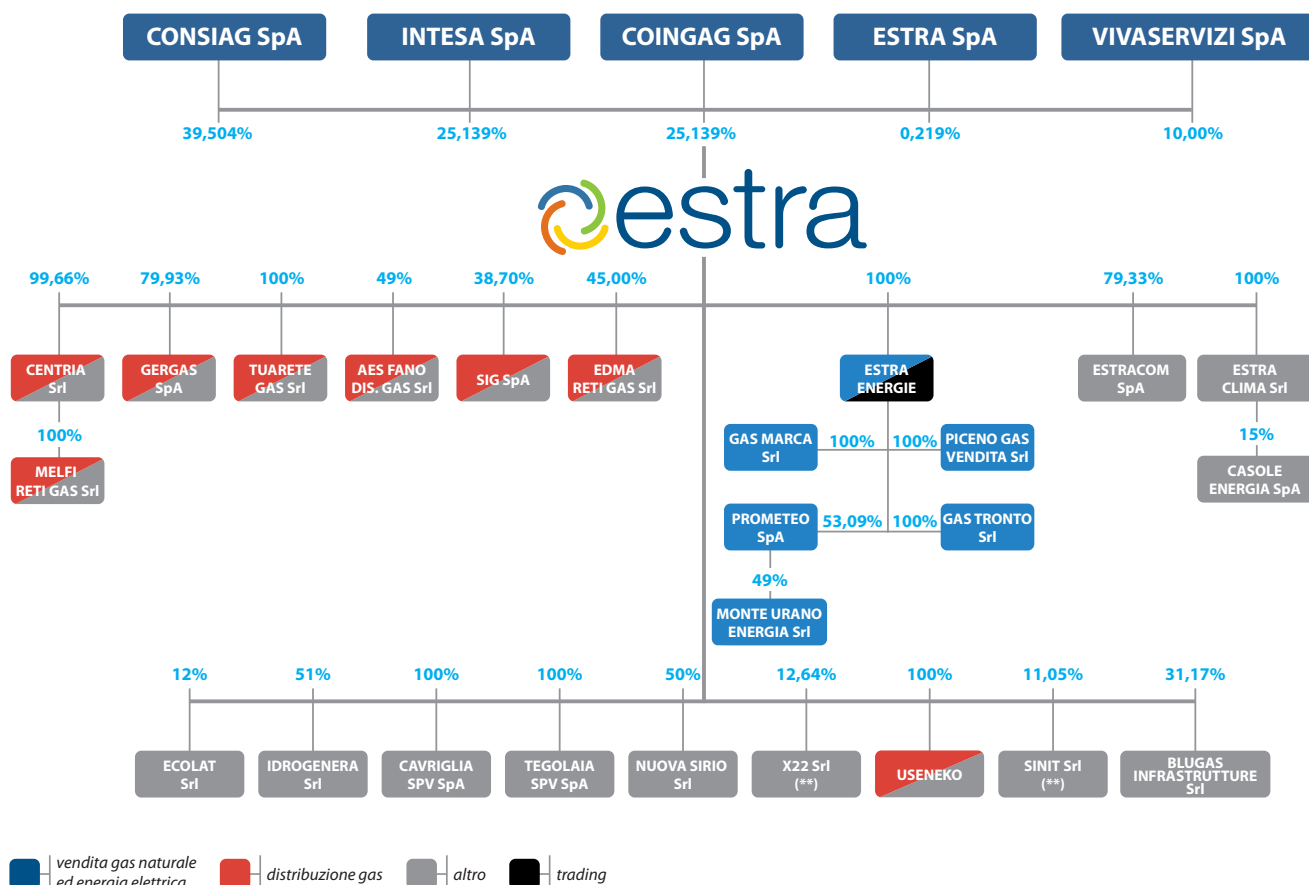 CONSIAG SpA
INTESA SpA
COINGAG SpA
ESTRA SpA
VIVASERVIZI SpA
39,504%
25,139%
25,139%
0,219%
10,00%
estra
99,66%
79,93%
100%
49%
38,70%
45,00%
100%
79,33%
100%
CENTRIA
Srl
GERGAS
SpA
TUARETE
GAS Srl
AES FANO
DIS. GAS Srl
SIG SpA
EDMA
RETI GAS Srl
ESTRA
ENERGIE
ESTRACOM
SpA
ESTRA
CLIMA Srl
100%
MELFI
RETI GAS Srl
GAS MARCA
Srl
100%
100%
PICENO GAS
VENDITA Srl
15%
CASOLE
ENERGIA SpA
PROMETEO
SpA
53,09%
100%
GAS TRONTO
Srl
49%
MONTE URANO
ENERGIA Srl
12%
51%
100%
100%
50%
12,64%
100%
11,05%
31,17%
ECOLAT
Srl
IDROGENERA
Srl
CAVRIGLIA
SPV SpA
TEGOLAIA
SPV SpA
NUOVA SIRIO
Srl
X22 Srl
(**)
USENEKO
SINIT Srl
(**)
BLUGAS
INFRASTRUTTURE
Srl
vendita gas naturale
ed energia elettrica
distribuzione gas
altro
trading